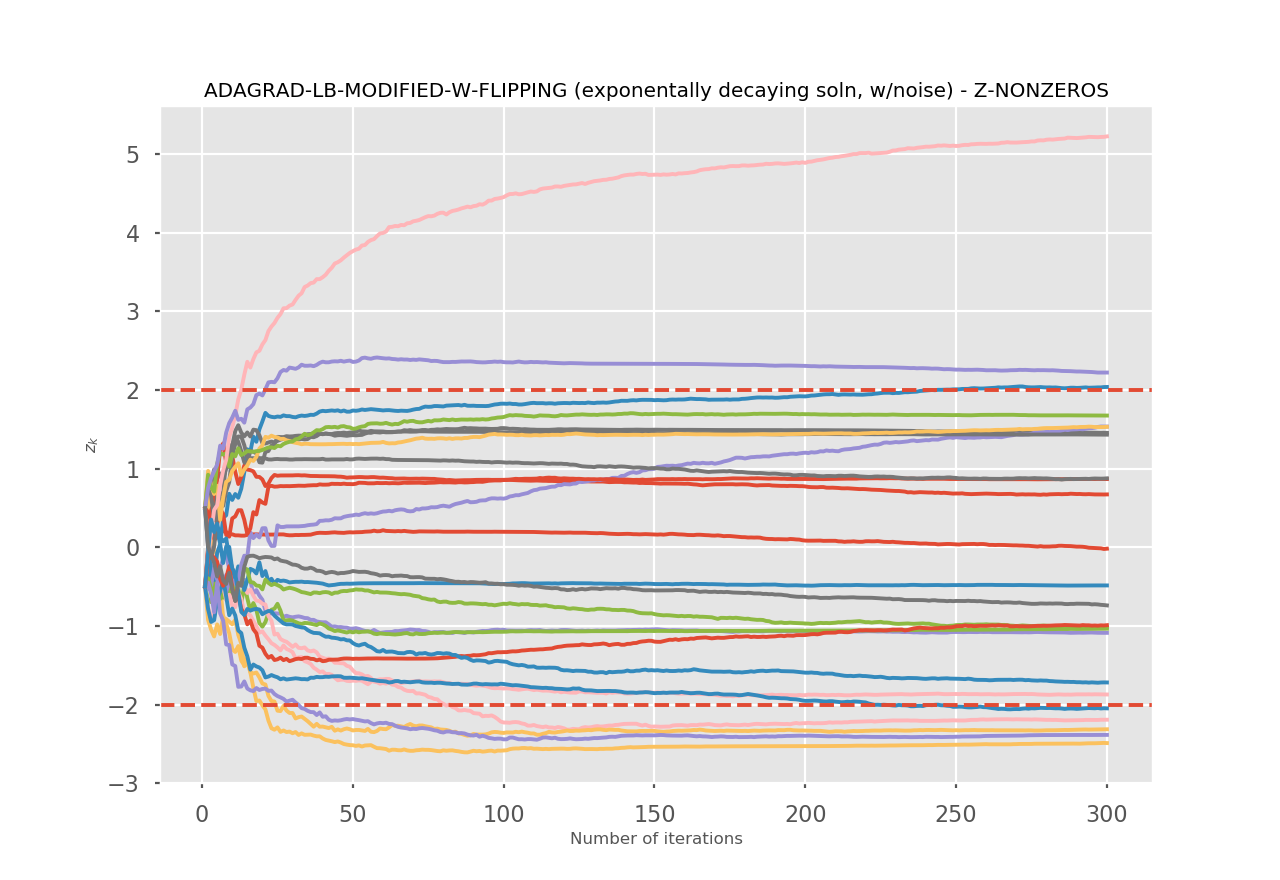 ADAGRAD-LB-MODIFIED-W-FLIPPING (exponentially decaying soln, w/noise) - Z-NONZEROS
5
4
3
2
1
0
−1
−2
−3
z_k
0 50 100 150 200 250 300
Number of iterations